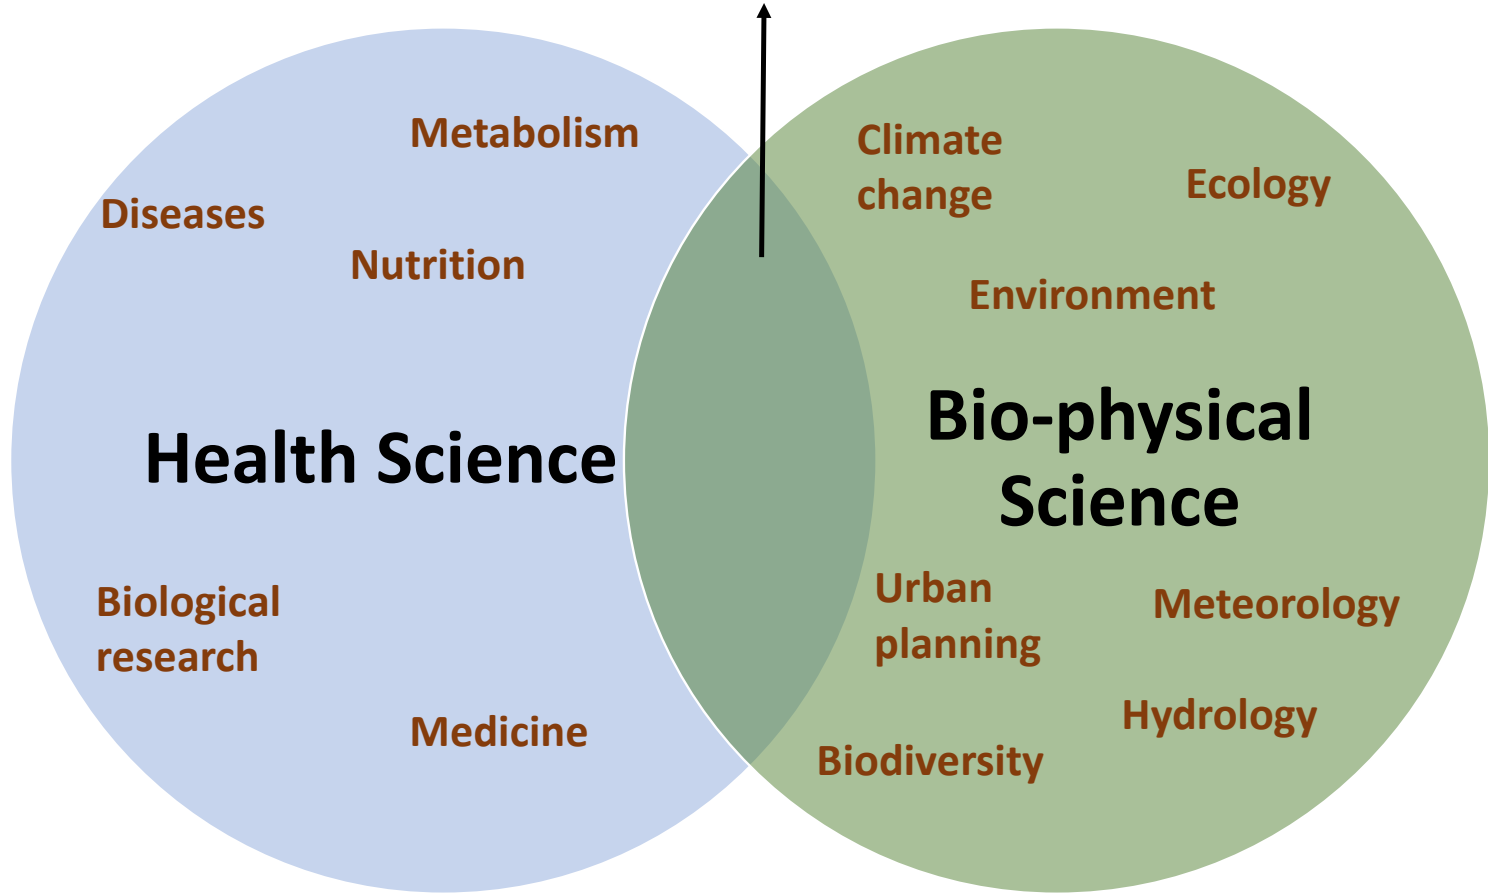 Metabolism
Diseases
Nutrition
Health Science
Biological
research
Medicine
Climate
change
Ecology
Environment
Bio-physical
Science
Urban
planning
Meteorology
Hydrology
Biodiversity